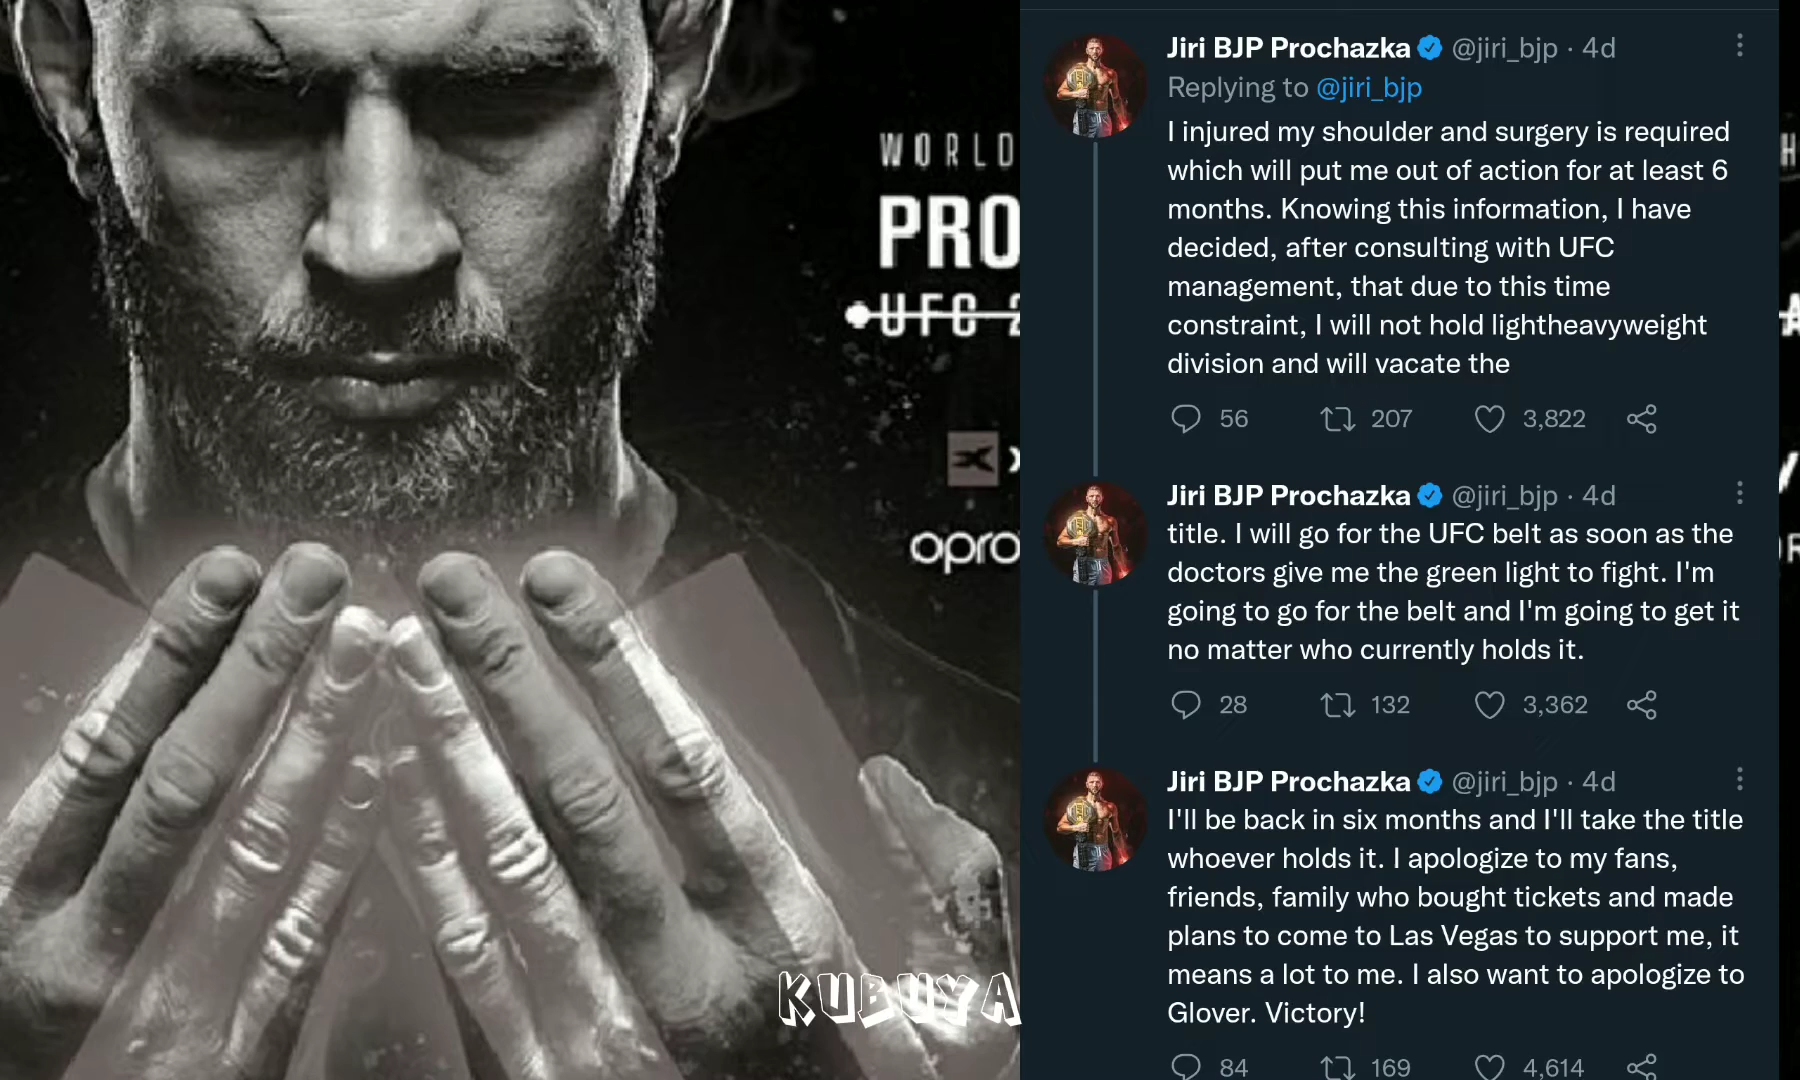 WORLD
PRO
UFC 2
X
opro
KUBUYA
Jiri BJP Prochazka @jiri_bjp · 4d
Replying to @jiri_bjp
I injured my shoulder and surgery is required
which will put me out of action for at least 6
months. Knowing this information, I have
decided, after consulting with UFC
management, that due to this time
constraint, I will not hold lightheavyweight
division and will vacate the
56 207 3,822
Jiri BJP Prochazka @jiri_bjp · 4d
title. I will go for the UFC belt as soon as the
doctors give me the green light to fight. I'm
going to go for the belt and I'm going to get it
no matter who currently holds it.
28 132 3,362
Jiri BJP Prochazka @jiri_bjp · 4d
I'll be back in six months and I'll take the title
whoever holds it. I apologize to my fans,
friends, family who bought tickets and made
plans to come to Las Vegas to support me, it
means a lot to me. I also want to apologize to
Glover. Victory!
84 169 4,614